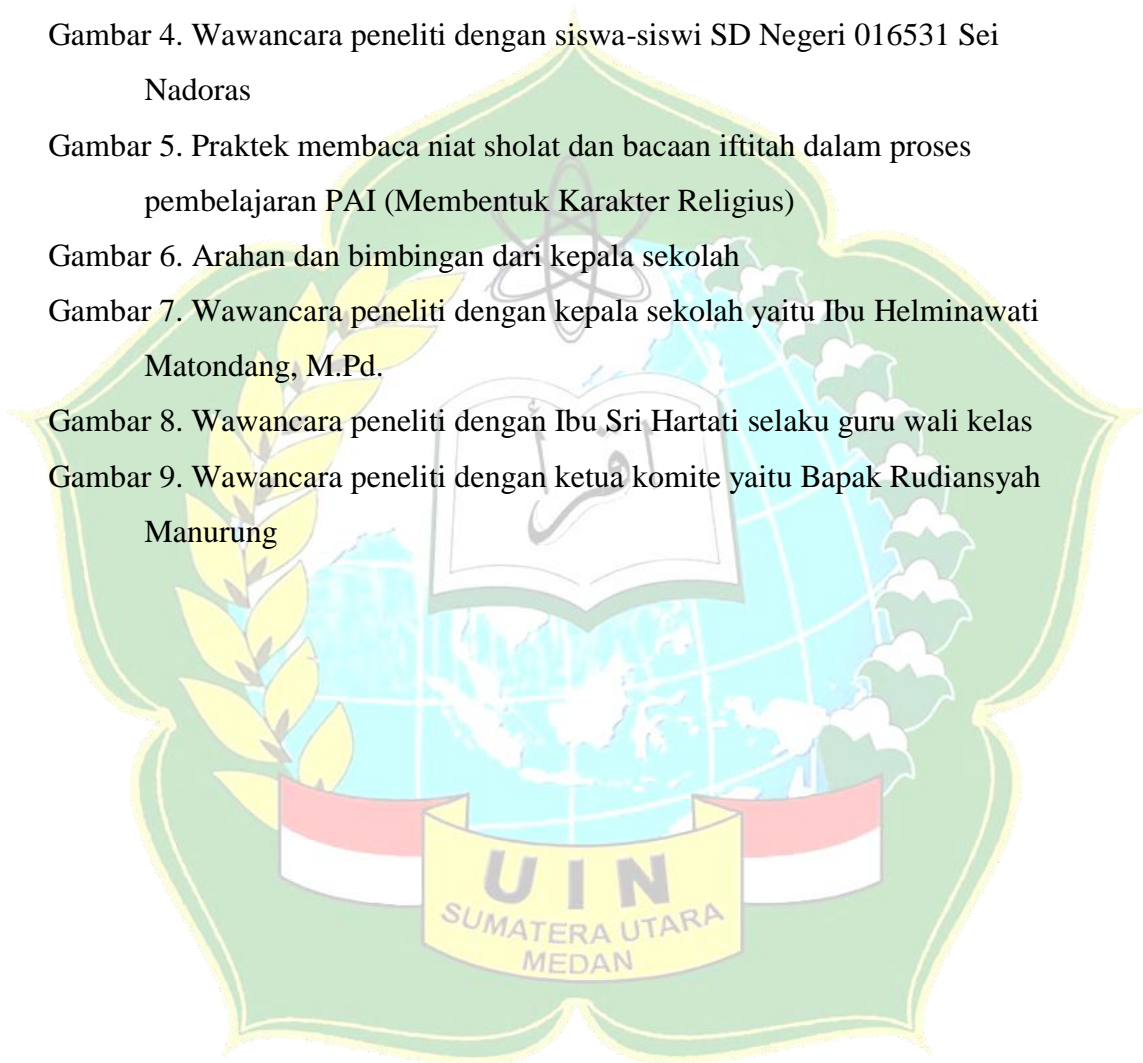 Gambar 4. Wawancara peneliti dengan siswa-siswi SD Negeri 016531 Sei
Nadoras
Gambar 5. Praktek membaca niat sholat dan bacaan iftitah dalam proses
pembelajaran PAI (Membentuk Karakter Religius)
Gambar 6. Arahan dan bimbingan dari kepala sekolah
Gambar 7. Wawancara peneliti dengan kepala sekolah yaitu Ibu Helminawati
Matondang, M.Pd.
Gambar 8. Wawancara peneliti dengan Ibu Sri Hartati selaku guru wali kelas
Gambar 9. Wawancara peneliti dengan ketua komite yaitu Bapak Rudiansyah
Manurung
اقرأ
UIN
SUMATERA UTARA
MEDAN